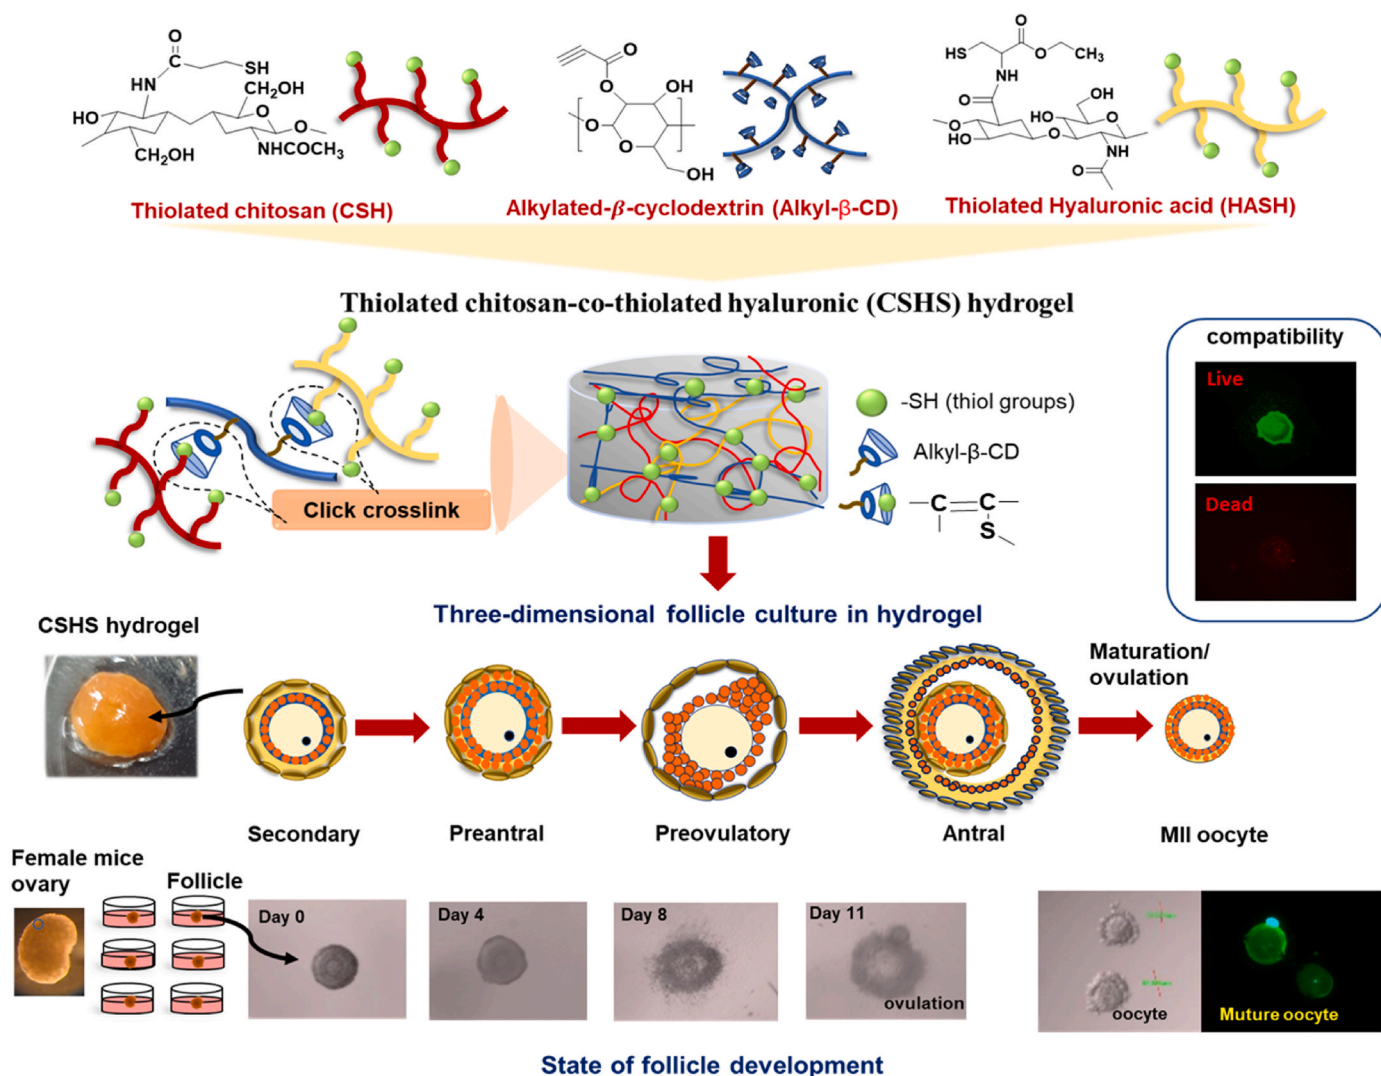 O
NH
SH
HO
CH₂OH
O
O
CH₂OH
NHCOCH₃
Thiolated chitosan (CSH)
O
O
OH
O
O
OH
Alkylated-β-cyclodextrin (Alkyl-β-CD)
O
HS
O
CH₃
NH
O
HO
OH
O
O
HO
O
O
NH
O
Thiolated Hyaluronic acid (HASH)
Thiolated chitosan-co-thiolated hyaluronic (CSHS) hydrogel
Click crosslink
-SH (thiol groups)
Alkyl-β-CD
C
C
S
compatibility
Live
Dead
Three-dimensional follicle culture in hydrogel
CSHS hydrogel
Maturation/
ovulation
Secondary
Preantral
Preovulatory
Antral
MII oocyte
Female mice
ovary
Follicle
Day 0
Day 4
Day 8
Day 11
ovulation
oocyte
Muture oocyte
State of follicle development